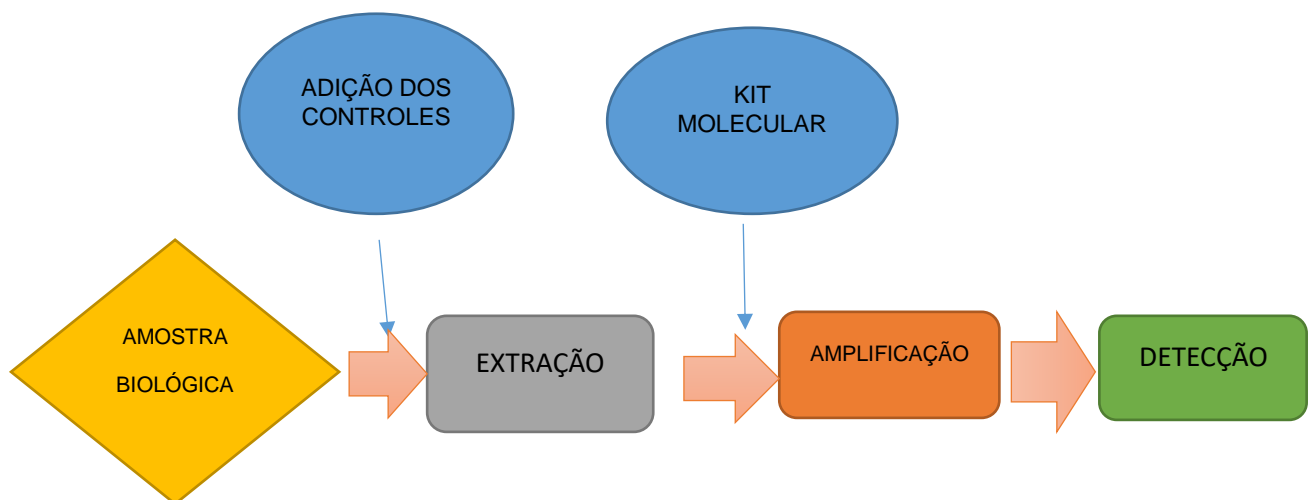 ADIÇÃO DOS
CONTROLES
KIT
MOLECULAR
AMOSTRA
BIOLÓGICA
EXTRAÇÃO
AMPLIFICAÇÃO
DETECÇÃO